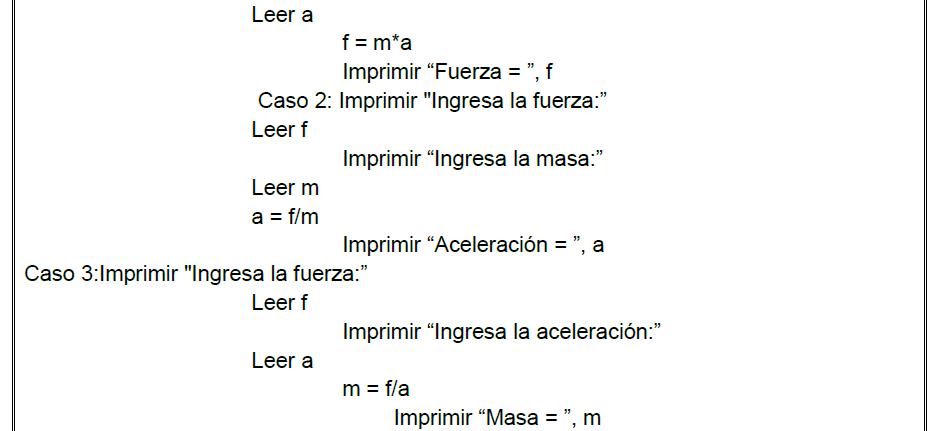 Leer a
f = m*a
Imprimir “Fuerza = ”, f
Caso 2: Imprimir "Ingresa la fuerza:”
Leer f
Imprimir “Ingresa la masa:”
Leer m
a = f/m
Imprimir “Aceleración = ”, a
Caso 3:Imprimir "Ingresa la fuerza:”
Leer f
Imprimir “Ingresa la aceleración:”
Leer a
m = f/a
Imprimir “Masa = ”, m